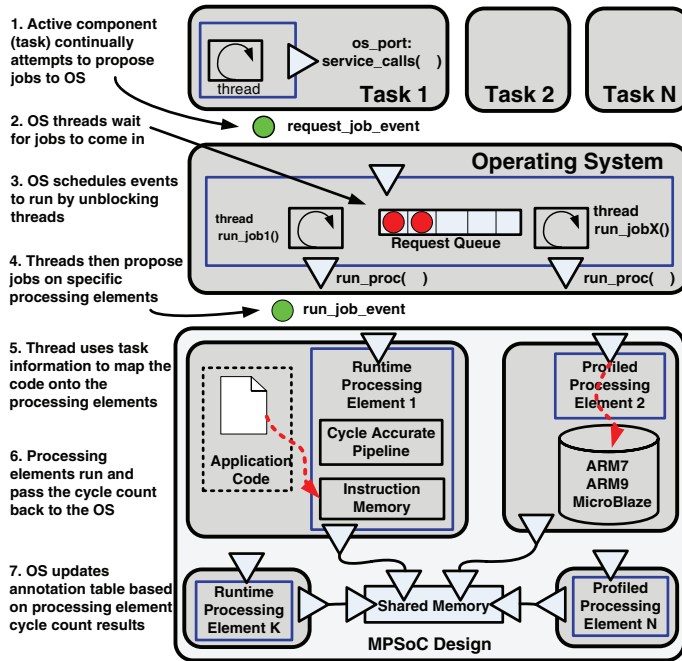 1. Active component
(task) continually
attempts to propose
jobs to OS
2. OS threads wait
for jobs to come in
3. OS schedules events
to run by unblocking
threads
4. Threads then propose
jobs on specific
processing elements
5. Thread uses task
information to map the
code onto the
processing elements
6. Processing
elements run and
pass the cycle count
back to the OS
7. OS updates
annotation table based
on processing element
cycle count results
thread
os_port:
service_calls( )
Task 1
Task 2
Task N
request_job_event
Operating System
thread
run_job1()
Request Queue
thread
run_jobX()
run_proc( )
run_proc( )
run_job_event
Application
Code
Runtime
Processing
Element 1
Cycle Accurate
Pipeline
Instruction
Memory
Profiled
Processing
Element 2
ARM7
ARM9
MicroBlaze
Runtime
Processing
Element K
Shared Memory
Profiled
Processing
Element N
MPSoC Design